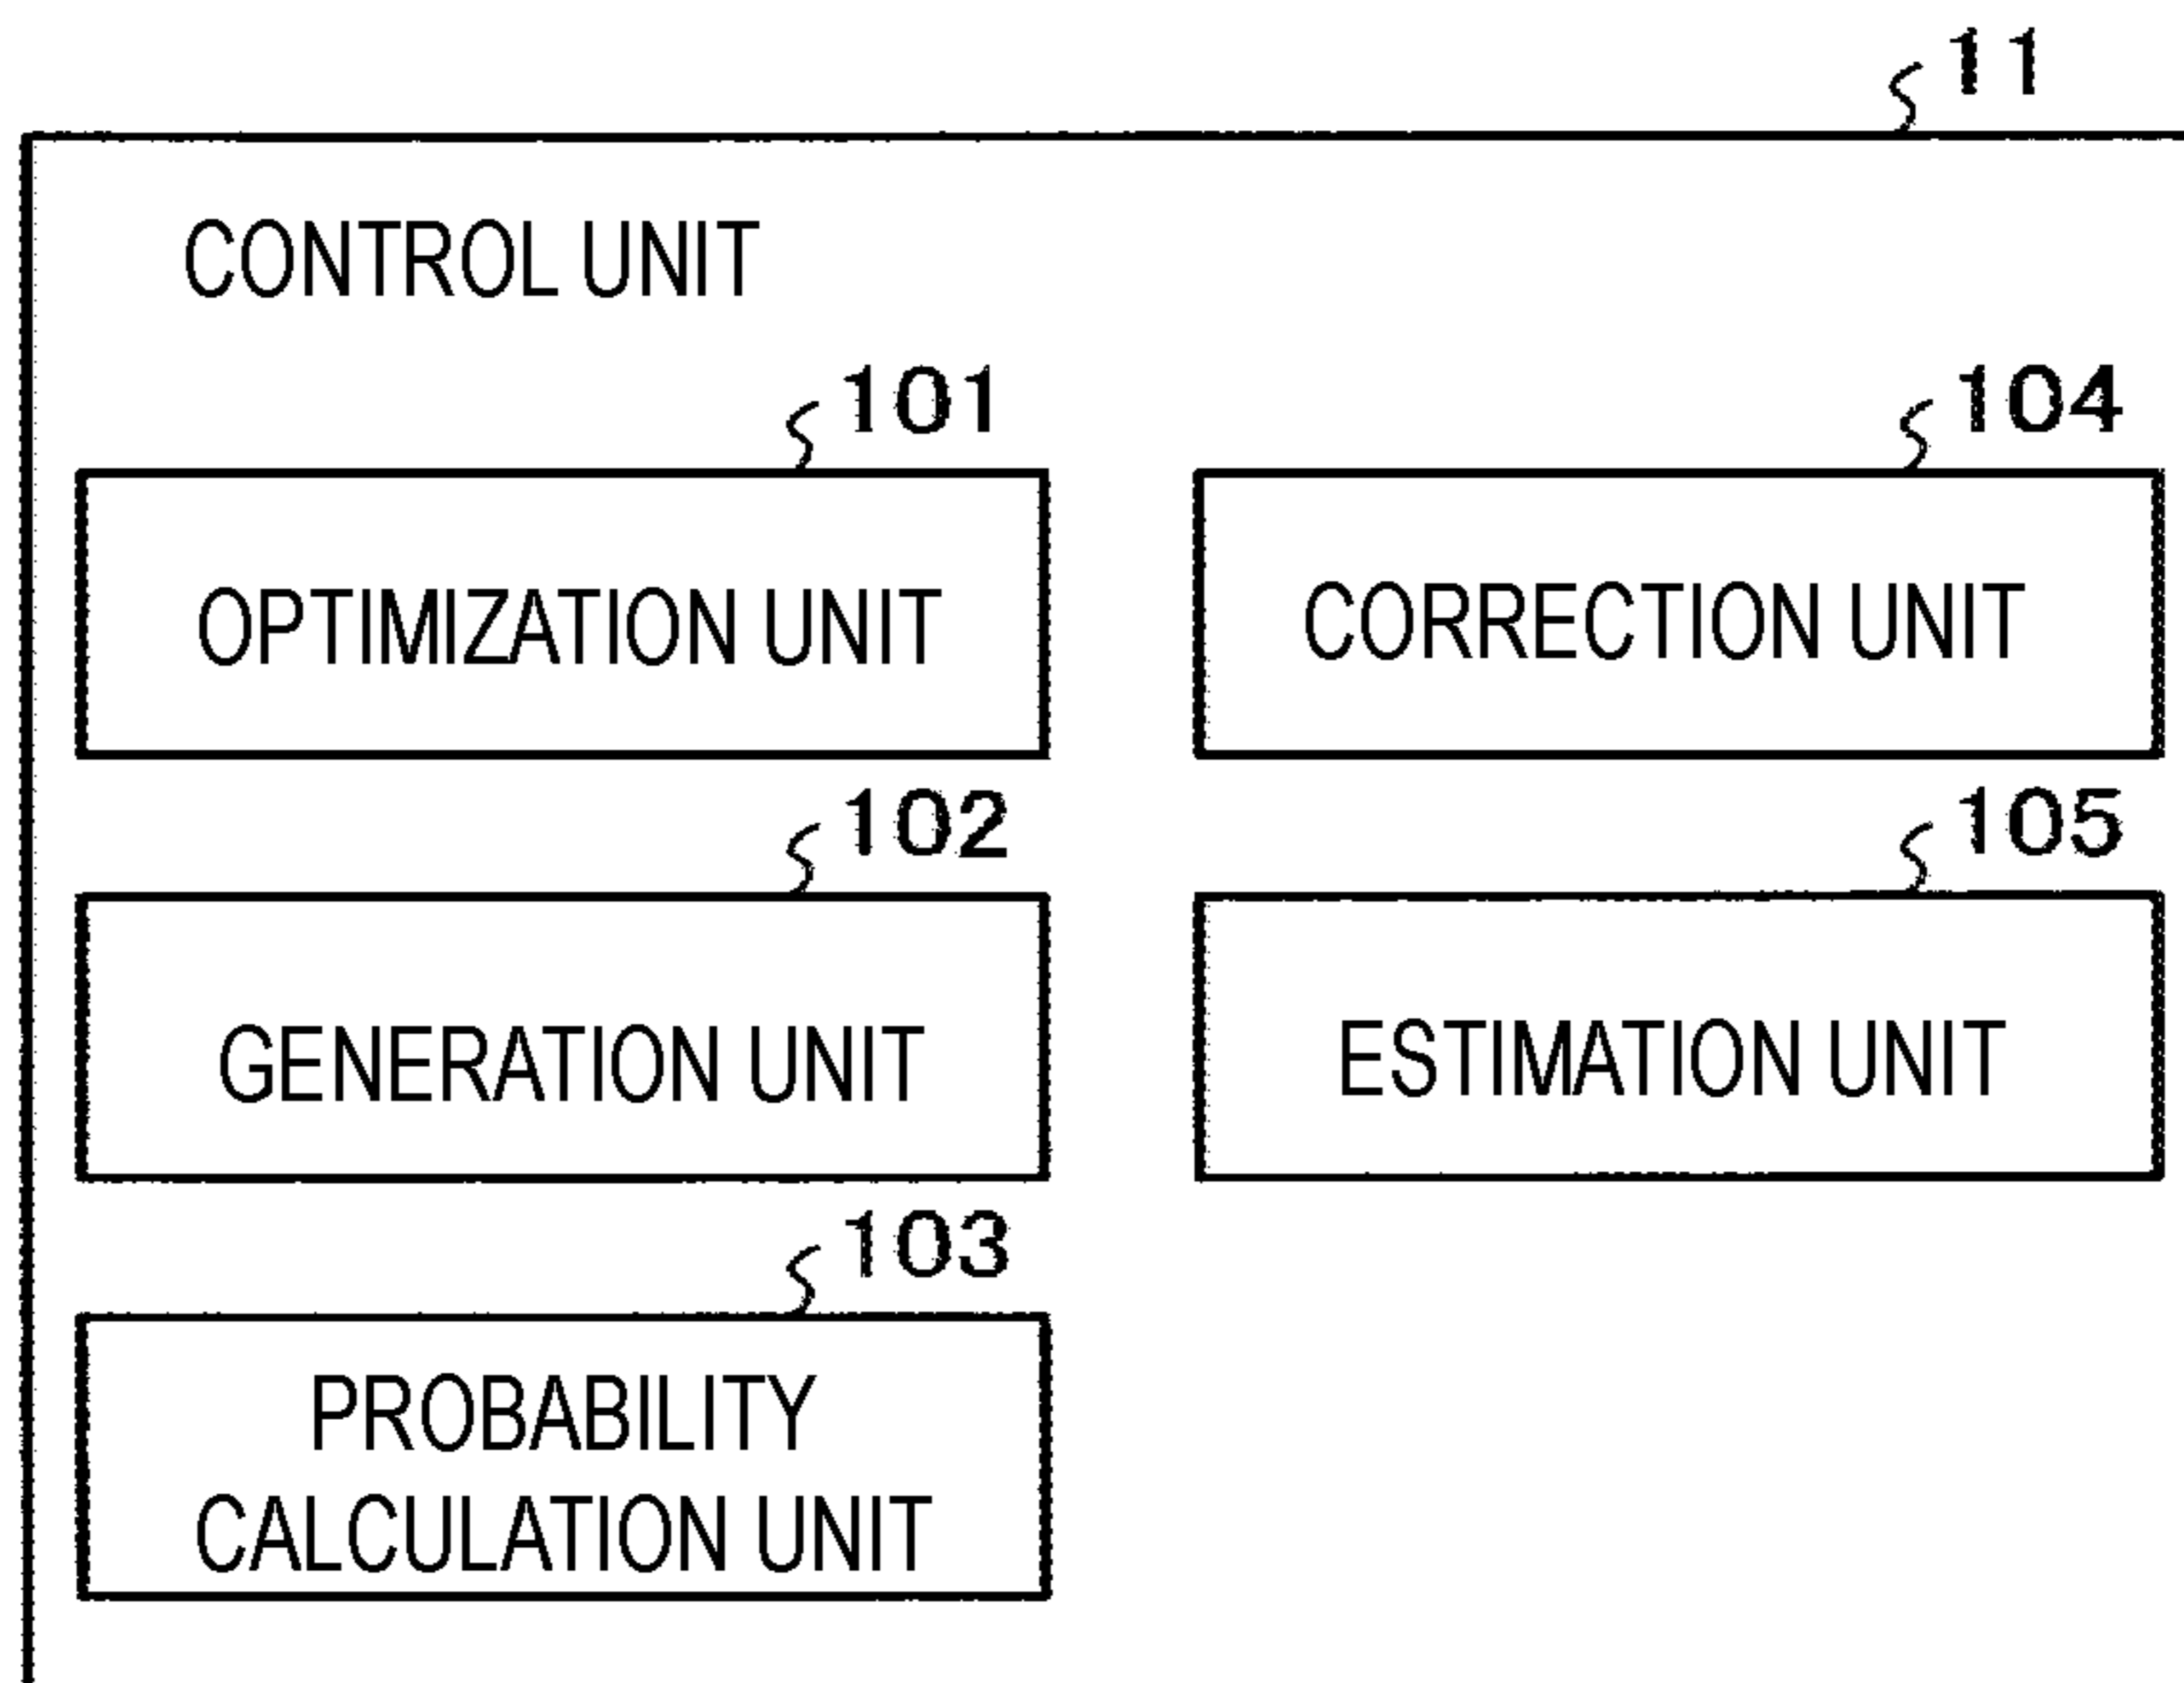 11
CONTROL UNIT
101
OPTIMIZATION UNIT
102
GENERATION UNIT
103
PROBABILITY
CALCULATION UNIT
104
CORRECTION UNIT
105
ESTIMATION UNIT